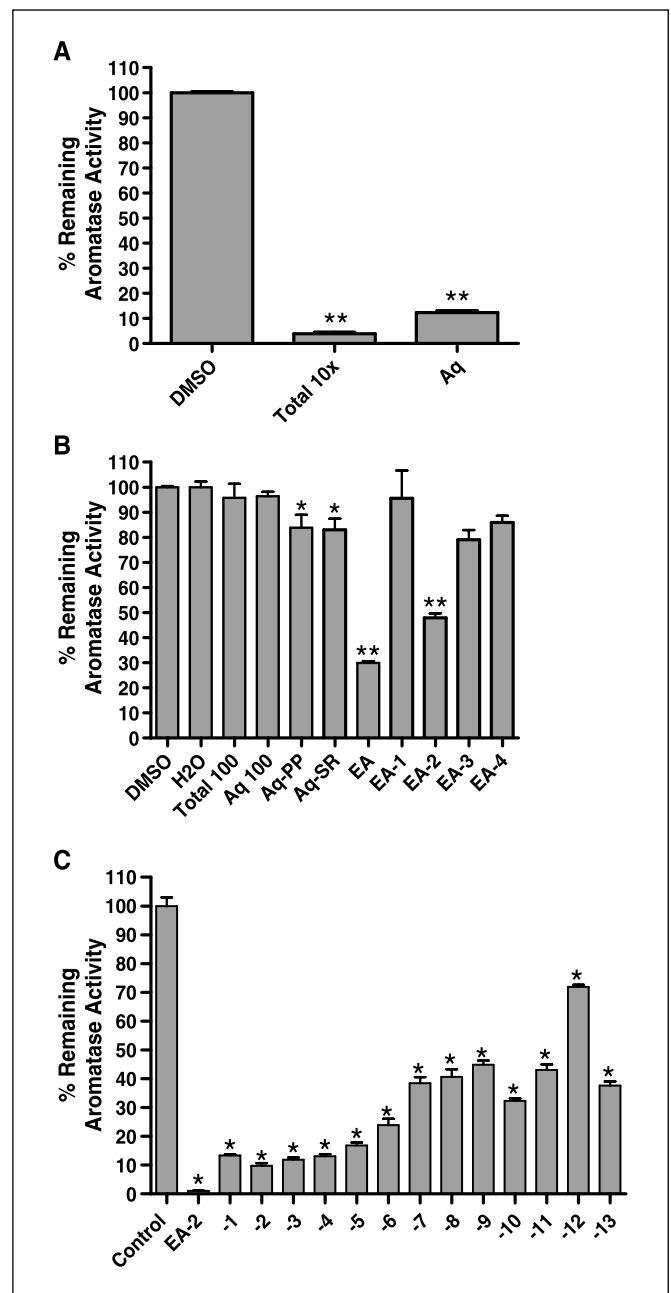 A
% Remaining
Aromatase Activity
110
100
90
80
70
60
50
40
30
20
10
0
** **
DMSO Total 10x Aq
B
% Remaining
Aromatase Activity
110
100
90
80
70
60
50
40
30
20
10
0
* * ** **
DMSO H2O Total 100 Aq 100 Aq-PP Aq-SR EA EA-1 EA-2 EA-3 EA-4
C
% Remaining
Aromatase Activity
110
100
90
80
70
60
50
40
30
20
10
0
* * * * * * * * * * * * * *
Control EA-2 -1 -2 -3 -4 -5 -6 -7 -8 -9 -10 -11 -12 -13